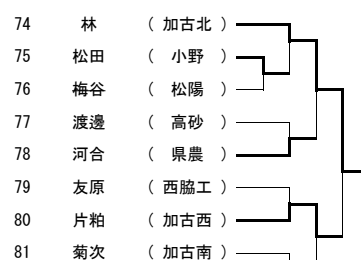 74 林 ( 加古北 )
75 松田 ( 小野 )
76 梅谷 ( 松陽 )
77 渡邊 ( 高砂 )
78 河合 ( 県農 )
79 友原 ( 西脇工 )
80 片粕 ( 加古西 )
81 菊次 ( 加古南 )